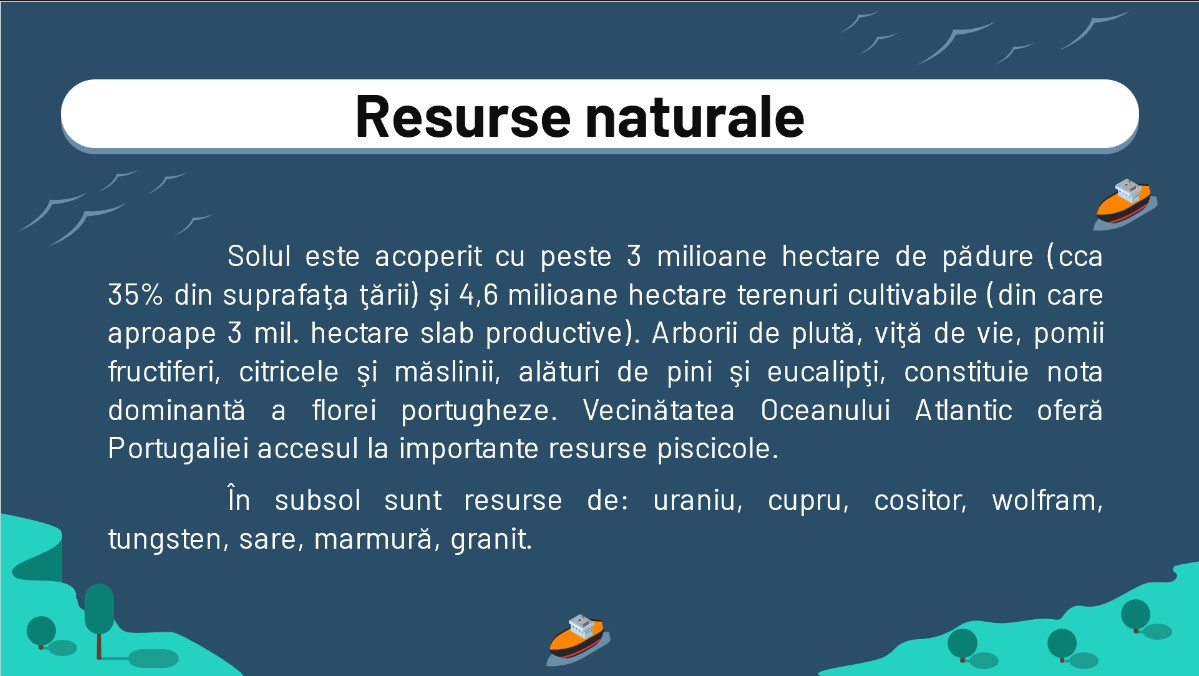 Resurse naturale
Solul este acoperit cu peste 3 milioane hectare de pădure (cca
35% din suprafaţa ţării) şi 4,6 milioane hectare terenuri cultivabile (din care
aproape 3 mil. hectare slab productive). Arborii de plută, viţă de vie, pomii
fructiferi, citricele şi măslinii, alături de pini şi eucalipţi, constituie nota
dominantă a florei portugheze. Vecinătatea Oceanului Atlantic oferă
Portugaliei accesul la importante resurse piscicole.
În subsol sunt resurse de: uraniu, cupru, cositor, wolfram,
tungsten, sare, marmură, granit.